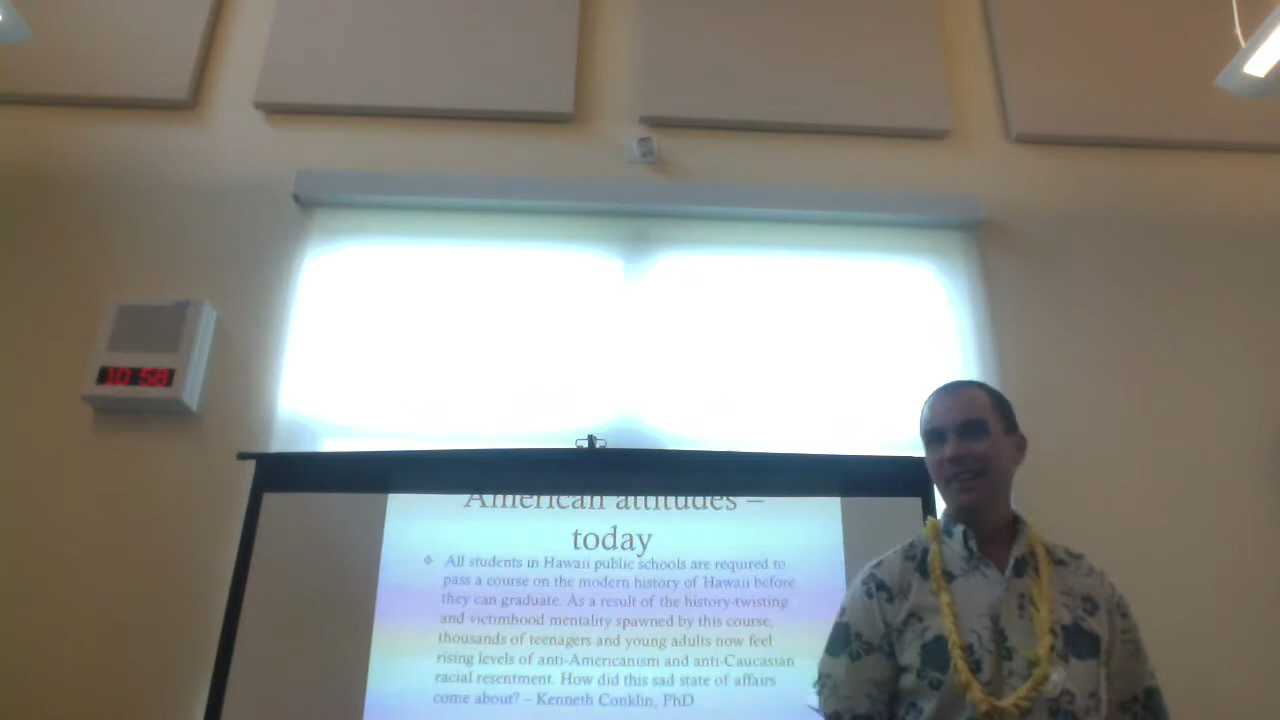 10 58
American attitudes –
today
❖ All students in Hawaii public schools are required to
pass a course on the modern history of Hawaii before
they can graduate. As a result of the history-twisting
and victimhood mentality spawned by this course,
thousands of teenagers and young adults now feel
rising levels of anti-Americanism and anti-Caucasian
racial resentment. How did this sad state of affairs
come about? – Kenneth Conklin, PhD